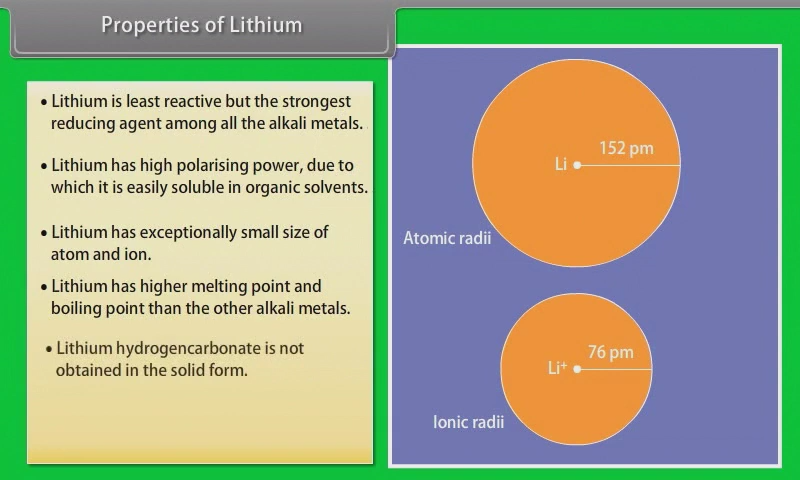 Properties of Lithium
• Lithium is least reactive but the strongest
reducing agent among all the alkali metals.
• Lithium has high polarising power, due to
which it is easily soluble in organic solvents.
• Lithium has exceptionally small size of
atom and ion.
• Lithium has higher melting point and
boiling point than the other alkali metals.
• Lithium hydrogencarbonate is not
obtained in the solid form.
152 pm
Li
Atomic radii
76 pm
Li⁺
Ionic radii